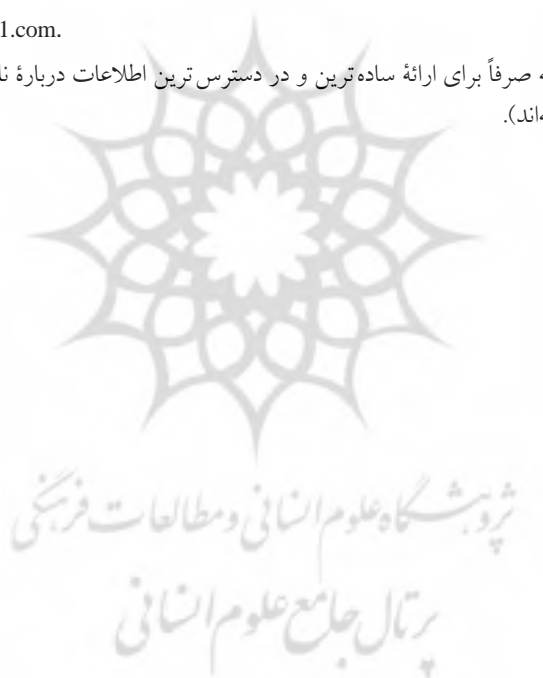 1.com.
ه صرفاً برای ارائهٔ ساده‌ترین و در دسترس‌ترین اطلاعات دربارهٔ نا
ه‌اند).
پژوهشگاه علوم انسانی و مطالعات فرهنگی
پرتال جامع علوم انسانی